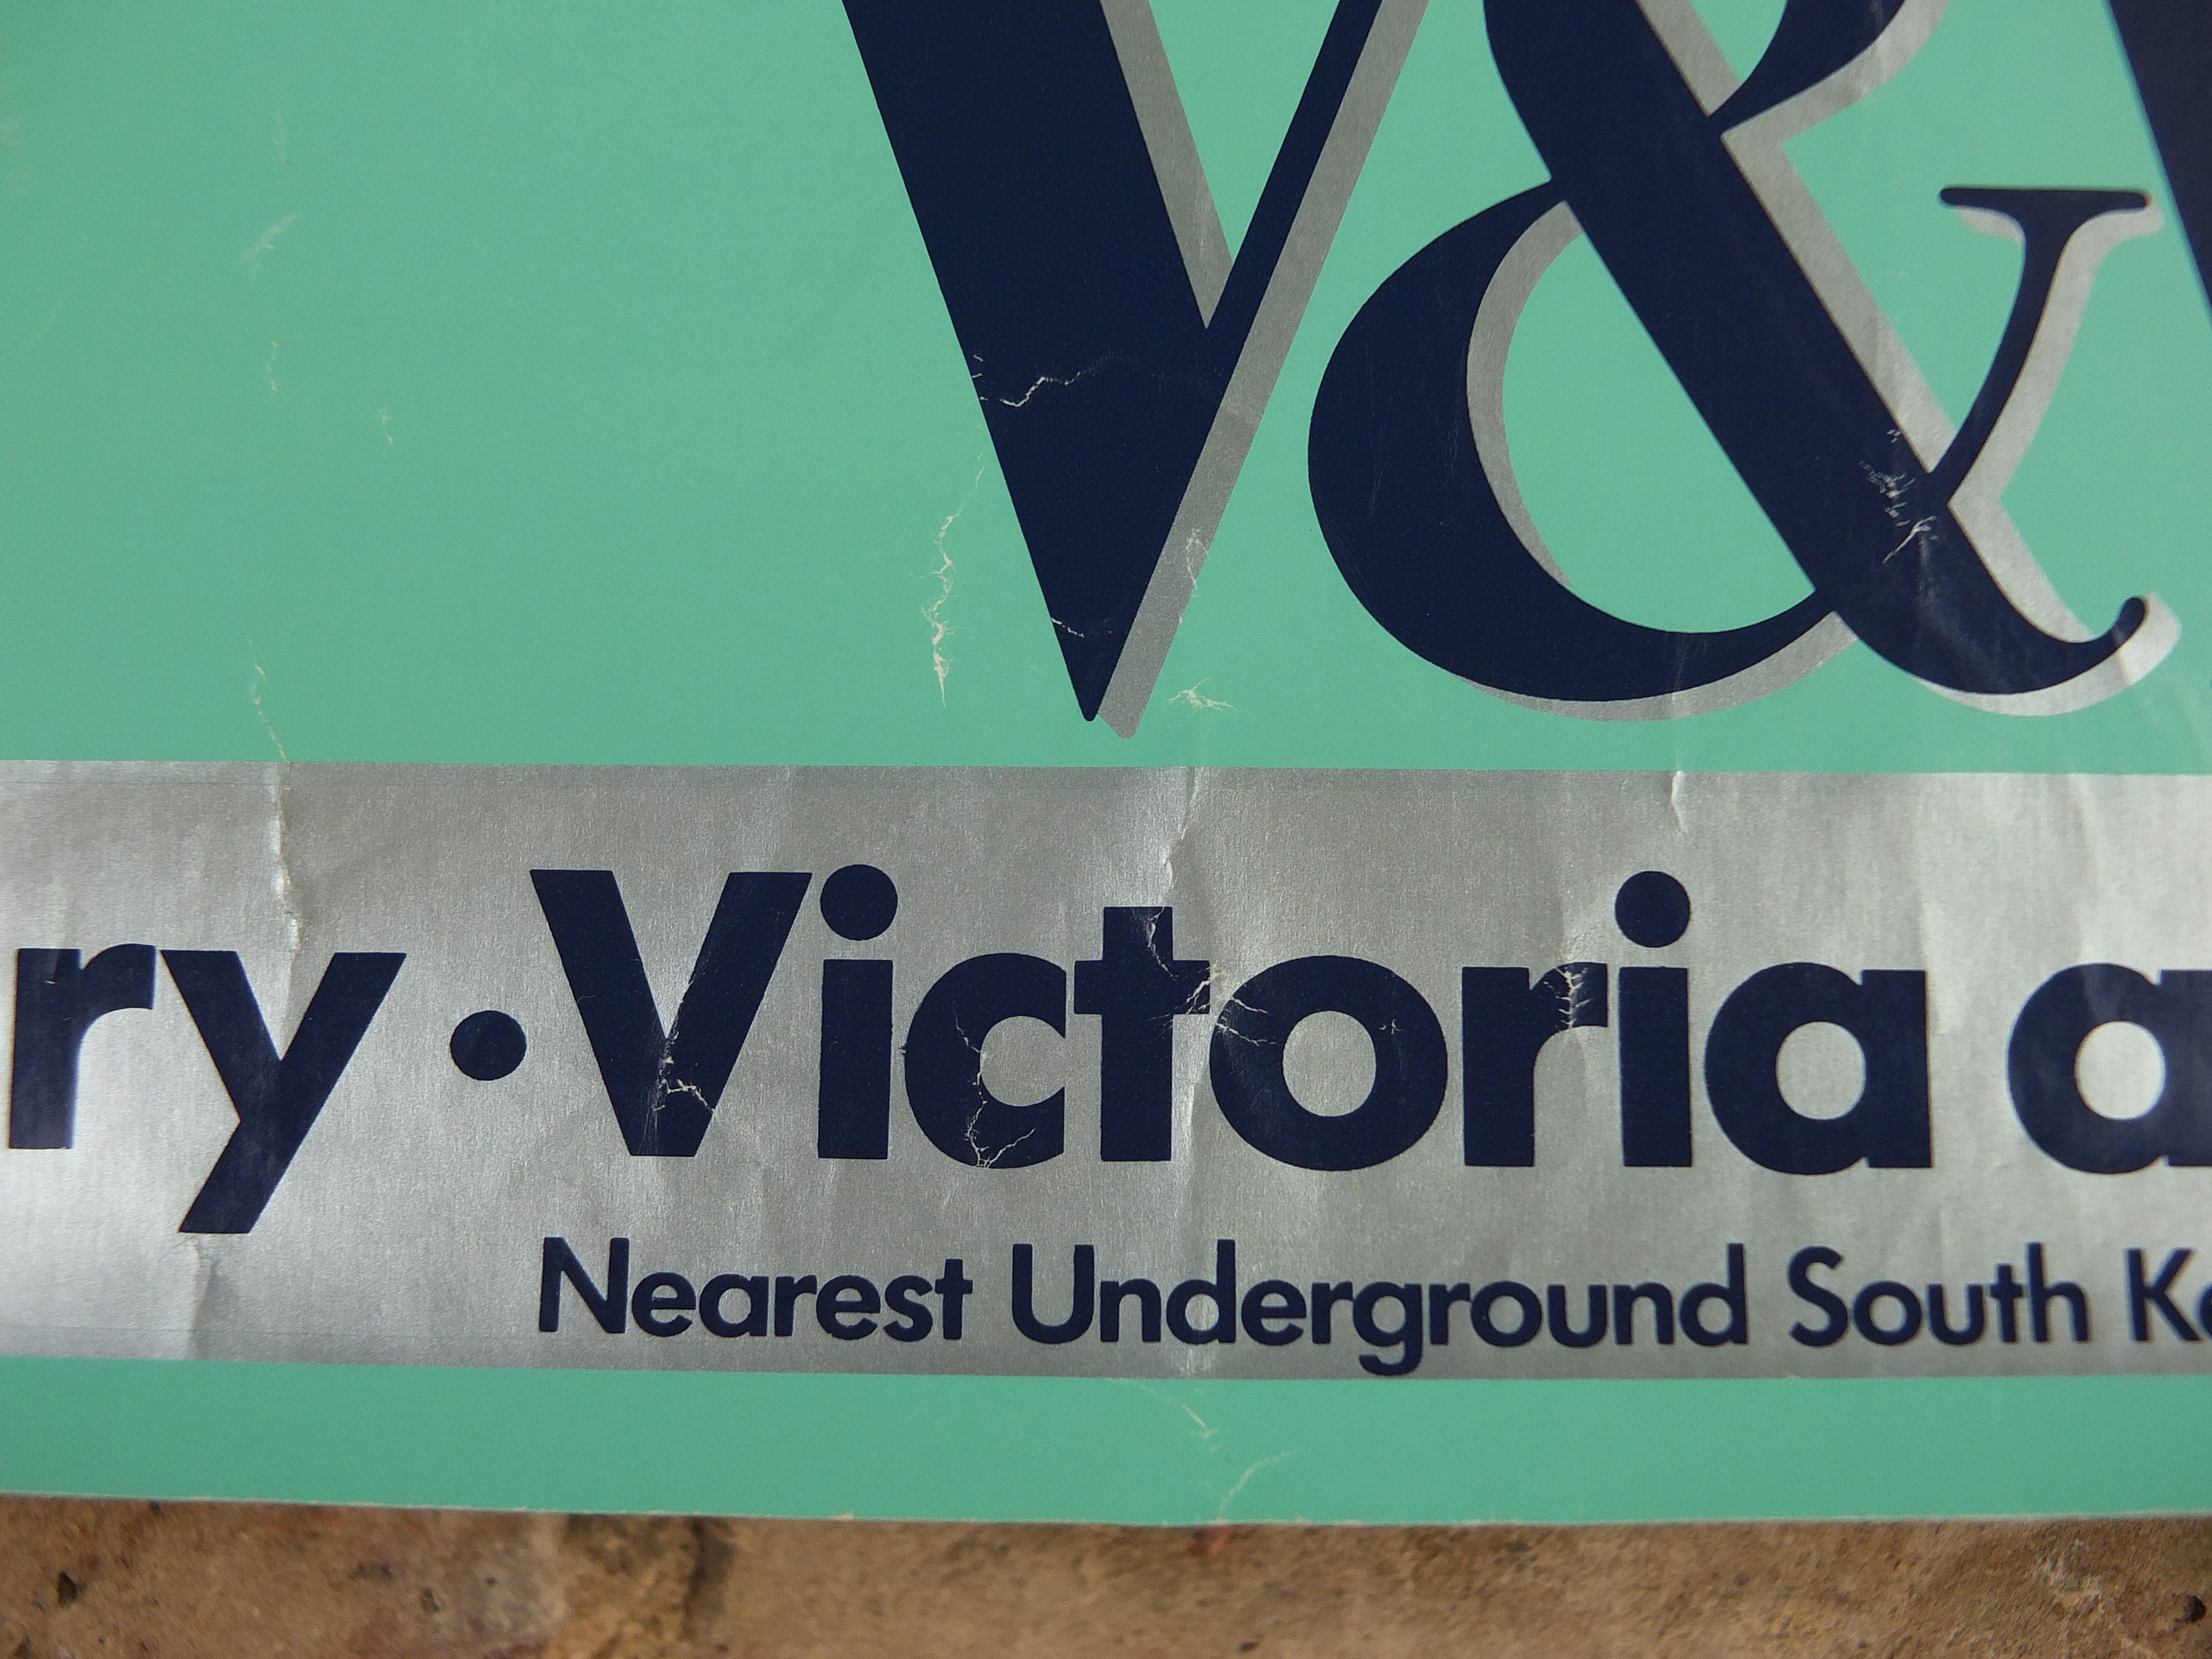 V&
ry • Victoria a
Nearest Underground South K